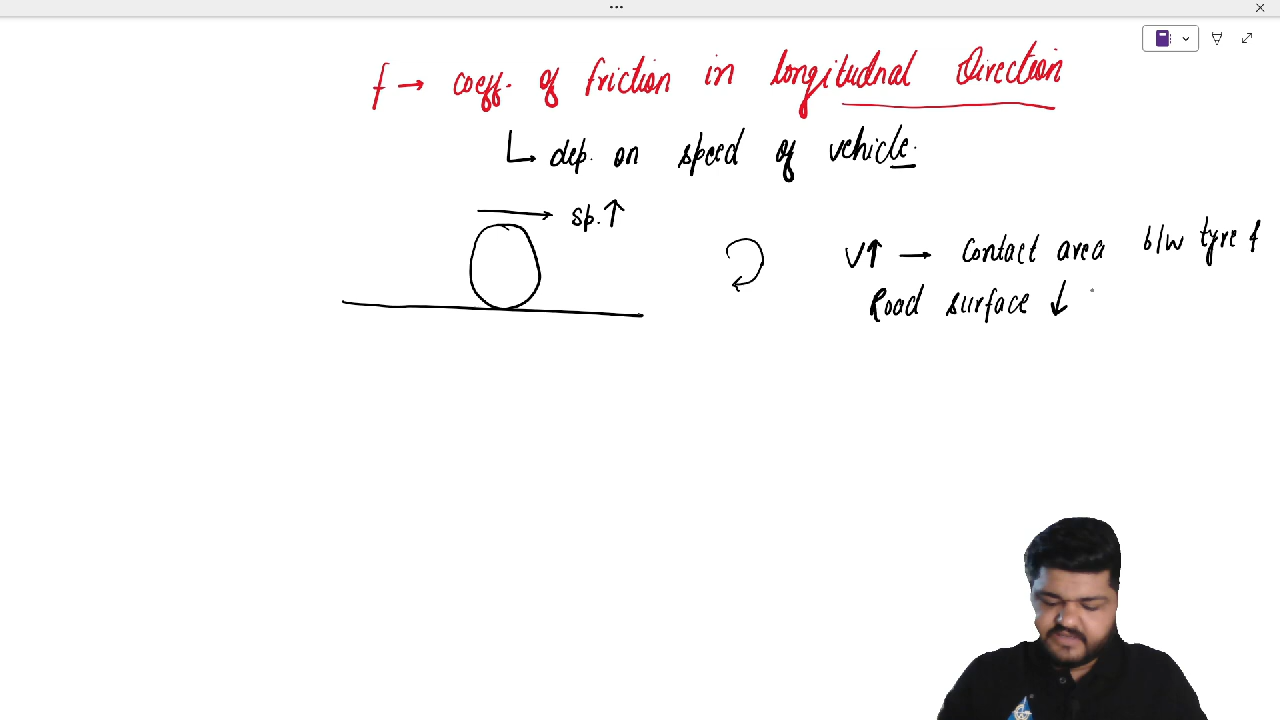 f → coeff. of friction in longitudnal Direction
↳ dep. on speed of vehicle.
→ sp.↑
V↑ → Contact area b/w tyre &
Road surface ↓